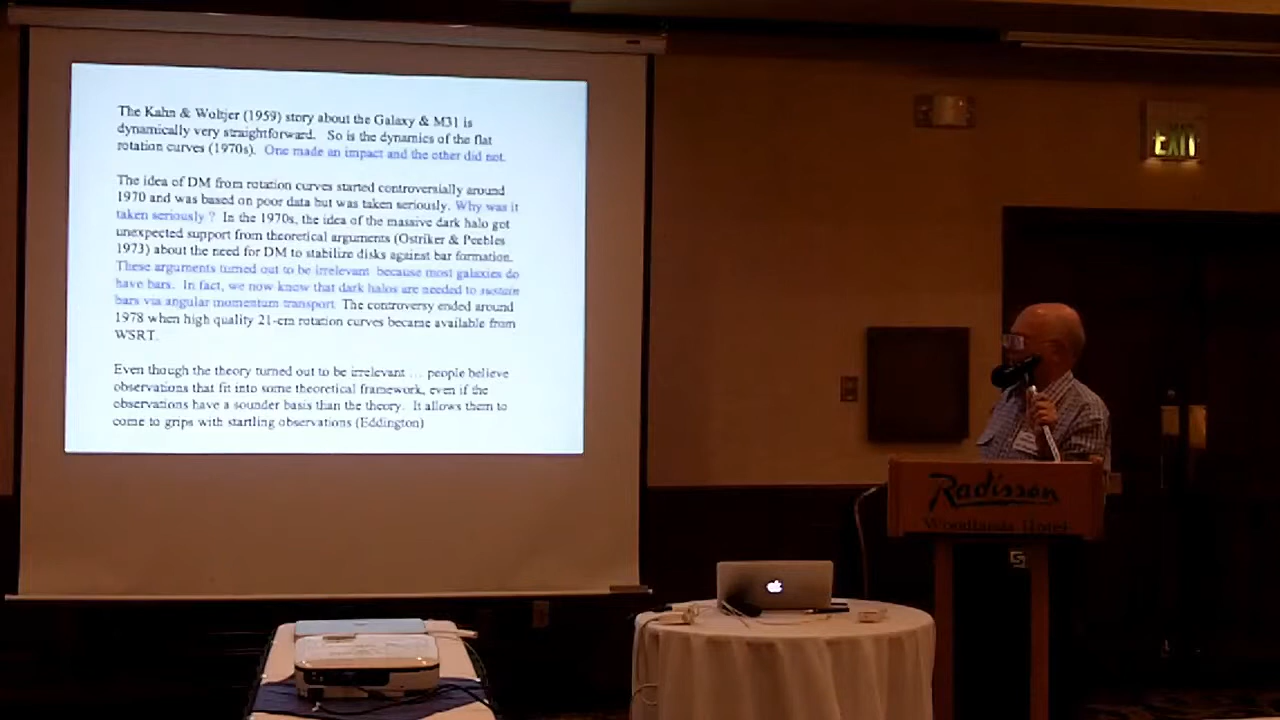 The Kahn & Woltjer (1959) story about the Galaxy & M31 is
dynamically very straightforward. So is the dynamics of the flat
rotation curves (1970s). One made an impact and the other did not.
The idea of DM from rotation curves started controversially around
1970 and was based on poor data but was taken seriously. Why was it
taken seriously ? In the 1970s, the idea of the massive dark halo got
unexpected support from theoretical arguments (Ostriker & Peebles
1973) about the need for DM to stabilize disks against bar formation.
These arguments turned out to be irrelevant because most galaxies do
have bars. In fact, we now know that dark halos are needed to sustain
bars via angular momentum transport. The controversy ended around
1978 when high quality 21-cm rotation curves became available from
WSRT.
Even though the theory turned out to be irrelevant ... people believe
observations that fit into some theoretical framework, even if the
observations have a sounder basis than the theory. It allows them to
come to grips with startling observations (Eddington)
EXIT
Radisson
Woodlands Hotel